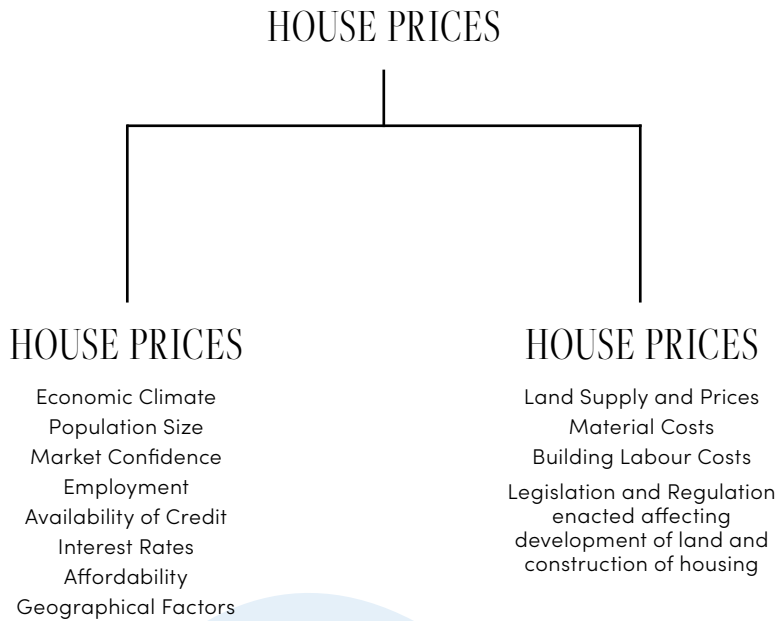 HOUSE PRICES
HOUSE PRICES
Economic Climate
Population Size
Market Confidence
Employment
Availability of Credit
Interest Rates
Affordability
Geographical Factors
HOUSE PRICES
Land Supply and Prices
Material Costs
Building Labour Costs
Legislation and Regulation
enacted affecting
development of land and
construction of housing